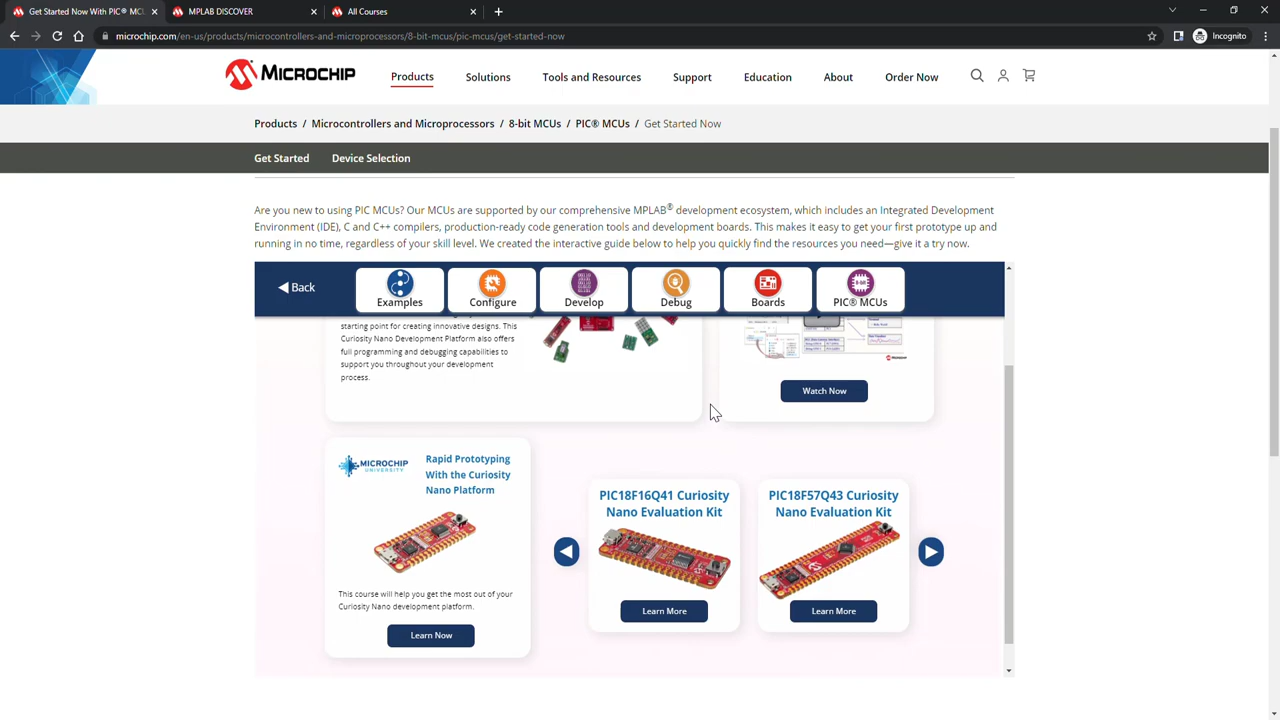 Get Started Now With PIC® MCU
MPLAB DISCOVER
All Courses
microchip.com/en-us/products/microcontrollers-and-microprocessors/8-bit-mcus/pic-mcus/get-started-now
Incognito
MICROCHIP
Products
Solutions
Tools and Resources
Support
Education
About
Order Now
Products / Microcontrollers and Microprocessors / 8-bit MCUs / PIC® MCUs / Get Started Now
Get Started
Device Selection
Are you new to using PIC MCUs? Our MCUs are supported by our comprehensive MPLAB® development ecosystem, which includes an Integrated Development
Environment (IDE), C and C++ compilers, production-ready code generation tools and development boards. This makes it easy to get your first prototype up and
running in no time, regardless of your skill level. We created the interactive guide below to help you quickly find the resources you need—give it a try now.
Back
Examples
Configure
Develop
Debug
Boards
PIC® MCUs
starting point for creating innovative designs. This
Curiosity Nano Development Platform also offers
full programming and debugging capabilities to
support you throughout your development
process.
MICROCHIP
Watch Now
MICROCHIP
UNIVERSITY
Rapid Prototyping
With the Curiosity
Nano Platform
This course will help you get the most out of your
Curiosity Nano development platform.
Learn Now
PIC18F16Q41 Curiosity
Nano Evaluation Kit
Learn More
PIC18F57Q43 Curiosity
Nano Evaluation Kit
Learn More